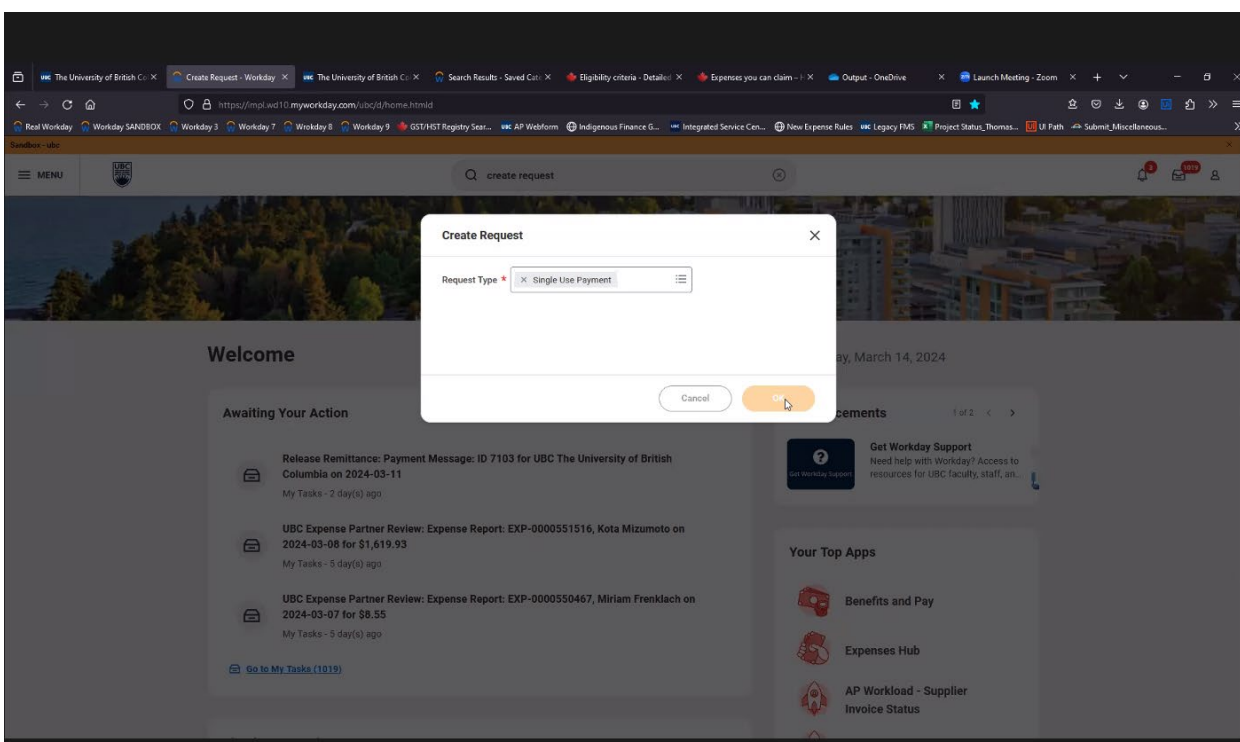 The University of British Co
Create Request - Workday
The University of British Co
Search Results - Saved Cate
Eligibility criteria - Detailed
Expenses you can claim – H
Output - OneDrive
Launch Meeting - Zoom
https://impl.wd10.myworkday.com/ubc/d/home.htmld
Real Workday
Workday SANDBOX
Workday 3
Workday 7
Wrokday 8
Workday 9
GST/HST Registry Sear...
AP Webform
Indigenous Finance G...
Integrated Service Cen...
New Expense Rules
Legacy FMS
Project Status_Thomas...
UI Path
Submit_Miscellaneous...
Sandbox - ubc
MENU
UBC
create request
3
1019
Create Request
Request Type *
Single Use Payment
Cancel
OK
Welcome
ay, March 14, 2024
Awaiting Your Action
Release Remittance: Payment Message: ID 7103 for UBC The University of British
Columbia on 2024-03-11
My Tasks - 2 day(s) ago
UBC Expense Partner Review: Expense Report: EXP-0000551516, Kota Mizumoto on
2024-03-08 for $1,619.93
My Tasks - 5 day(s) ago
UBC Expense Partner Review: Expense Report: EXP-0000550467, Miriam Frenklach on
2024-03-07 for $8.55
My Tasks - 5 day(s) ago
Go to My Tasks (1019)
cements
1 of 2
Get Workday Support
Get Workday Support
Need help with Workday? Access to
resources for UBC faculty, staff, an...
Your Top Apps
Benefits and Pay
Expenses Hub
AP Workload - Supplier
Invoice Status